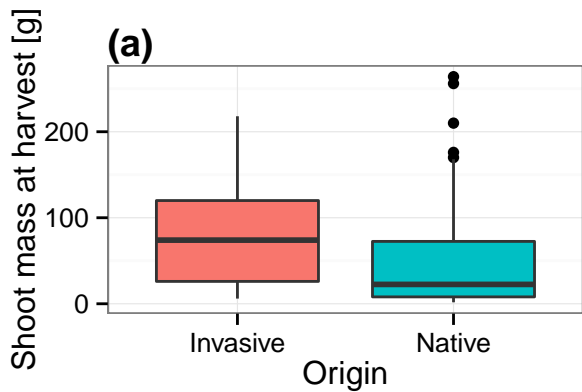 (a)
Shoot mass at harvest [g]
200
100
0
Invasive Native
Origin